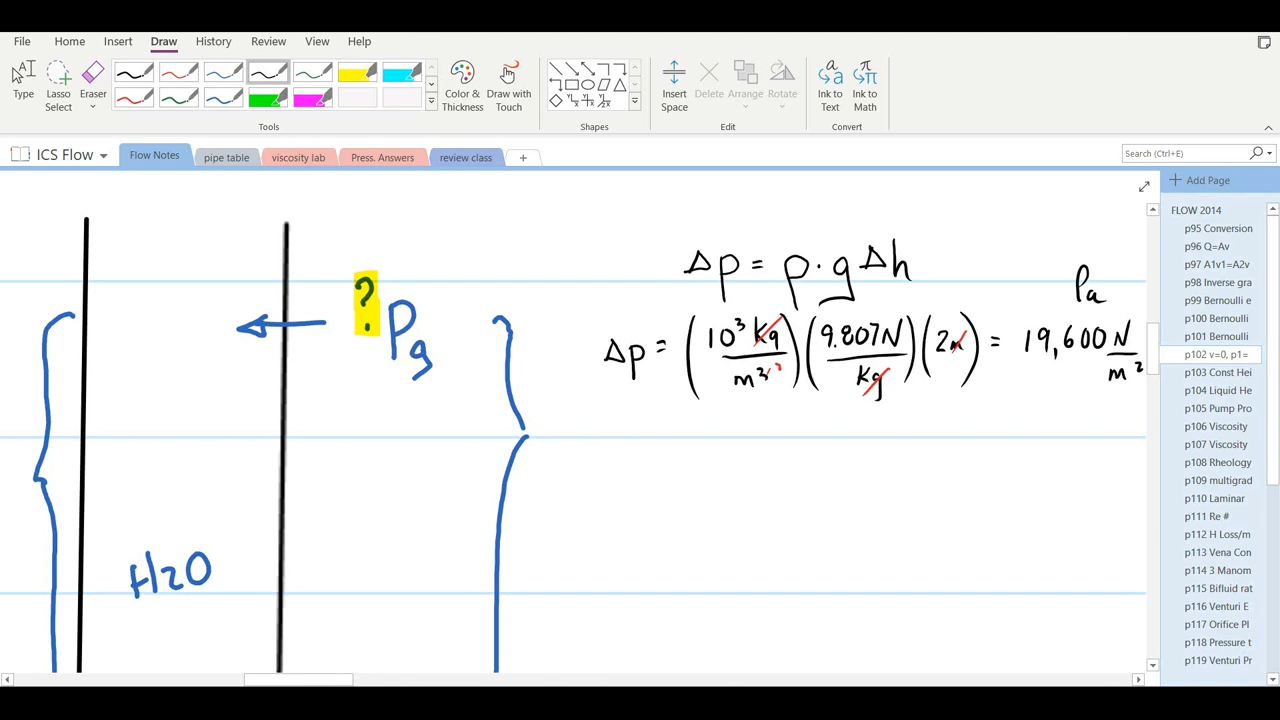 File Home Insert Draw History Review View Help
Type
Lasso Select
Eraser
Color & Thickness
Draw with Touch
Insert Space
Delete
Arrange
Rotate
Ink to Text
Ink to Math
Tools
Shapes
Edit
Convert
ICS Flow
Flow Notes
pipe table
viscosity lab
Press. Answers
review class
Search (Ctrl+E)
Add Page
FLOW 2014
p95 Conversion
p96 Q=Av
p97 A1v1=A2v
p98 Inverse gra
p99 Bernoulli e
p100 Bernoulli
p101 Bernoulli
p102 v=0, p1=
p103 Const Hei
p104 Liquid He
p105 Pump Pro
p106 Viscosity
p107 Viscosity
p108 Rheology
p109 multigrad
p110 Laminar
p111 Re #
p112 H Loss/m
p113 Vena Con
p114 3 Manom
p115 Bifluid rat
p116 Venturi E
p117 Orifice Pl
p118 Pressure t
p119 Venturi Pr
? Pg
H2O
Δp = ρ·g Δh
Pa
Δp = (10³ Kg/m³)(9.807N/Kg)(2m) = 19,600 N/m²